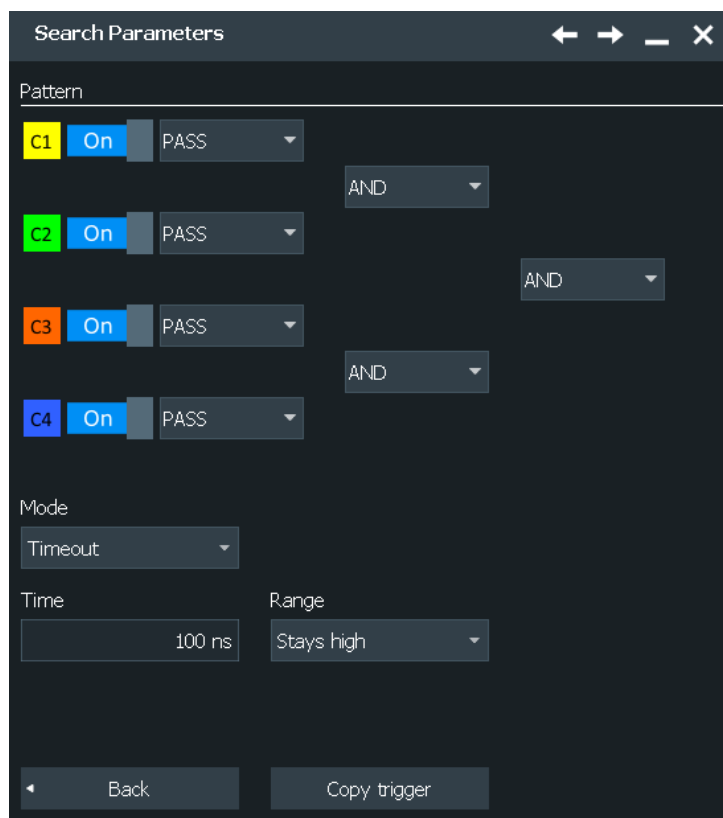 Search Parameters
Pattern
C1 On PASS
AND
C2 On PASS
AND
C3 On PASS
AND
C4 On PASS
Mode
Timeout
Time Range
100 ns Stays high
Back Copy trigger